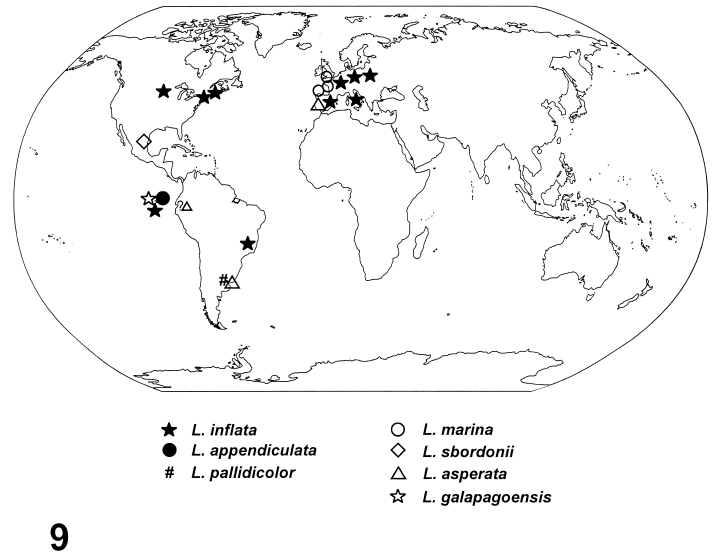 ★ L. inflata
● L. appendiculata
# L. pallidicolor
○ L. marina
◇ L. sbordonii
△ L. asperata
☆ L. galapagoensis
9